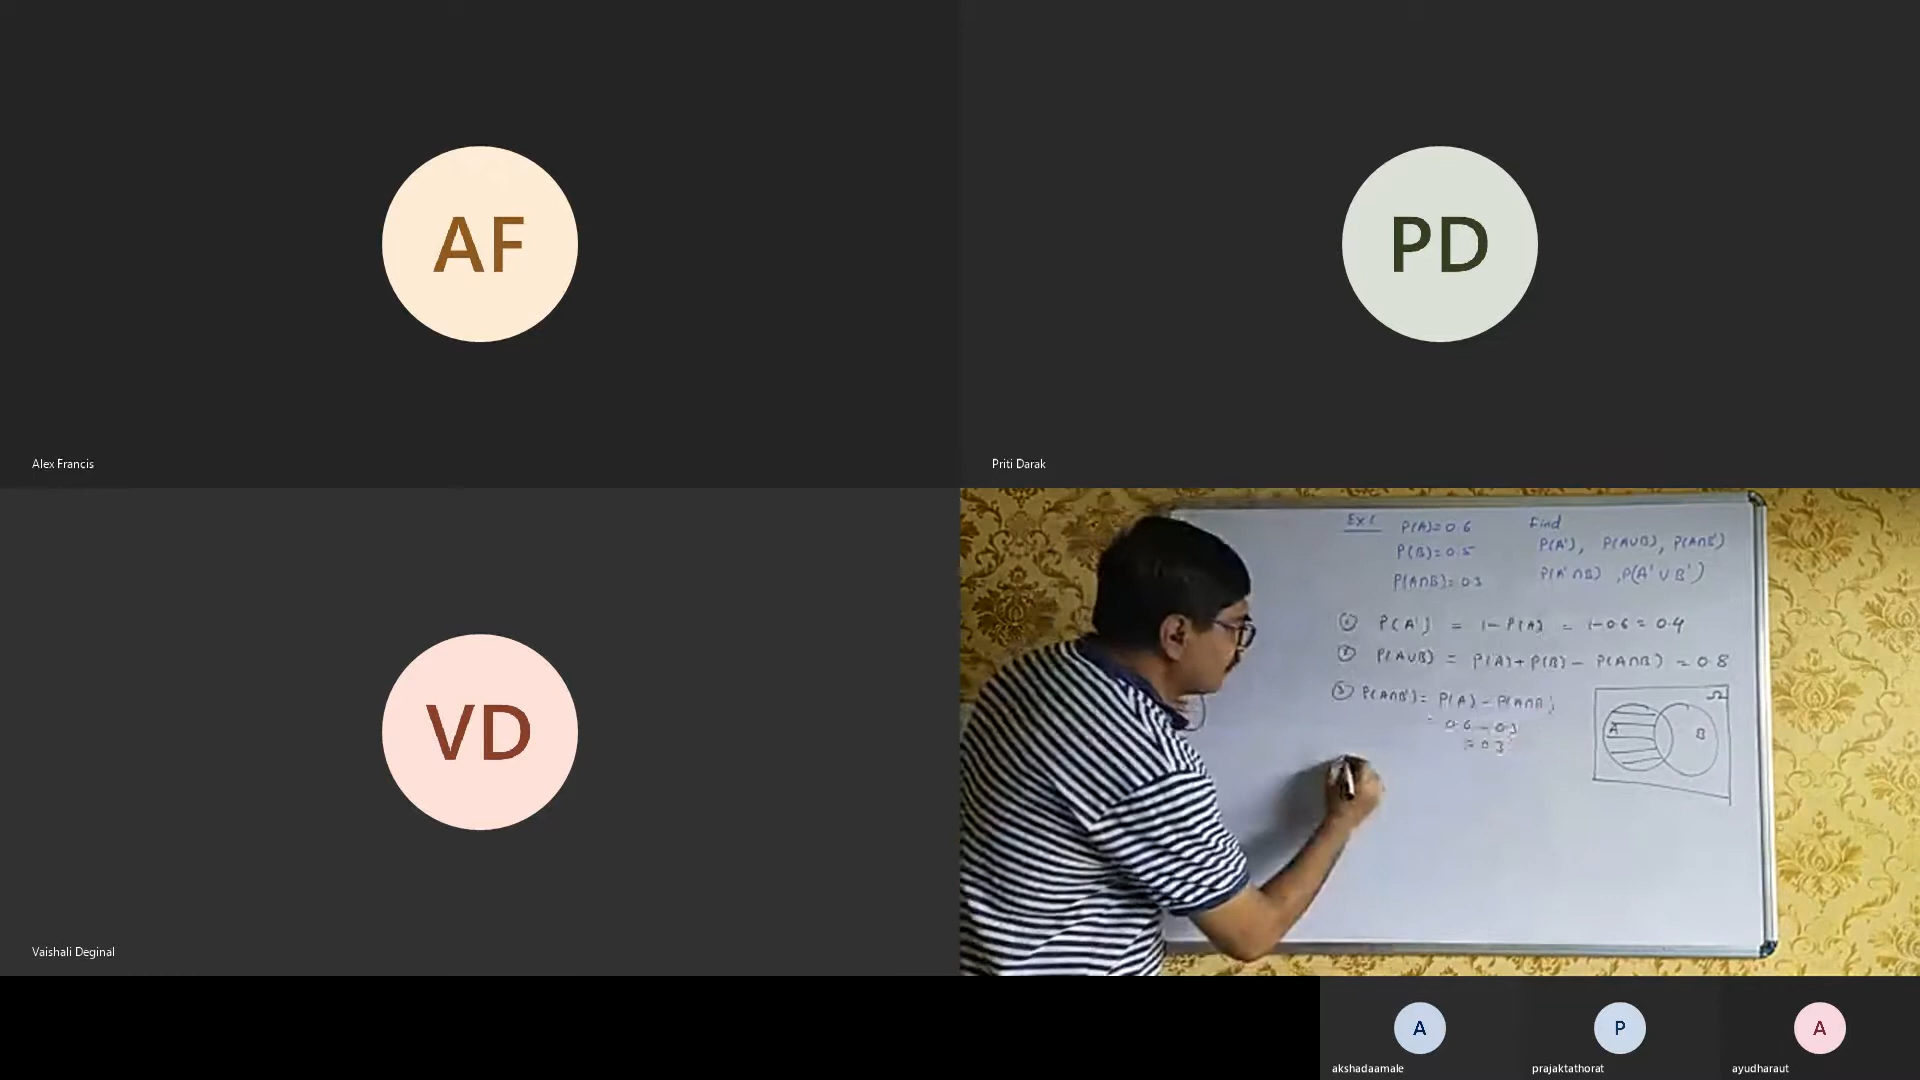 AF
Alex Francis
PD
Priti Darak
VD
Vaishali Deginal
Ex 1 P(A)=0.6 Find
P(B)=0.5 P(A'), P(A∪B), P(A∩B')
P(A∩B)=0.3 P(A'∩B) ,P(A'∪B')
① P(A') = 1-P(A) = 1-0.6 = 0.4
② P(A∪B) = P(A)+P(B) - P(A∩B) = 0.8
③ P(A∩B') = P(A) - P(A∩B)
= 0.6 - 0.3
= 0.3
Ω
A B
A
akshadaamale
P
prajaktathorat
A
ayudharaut